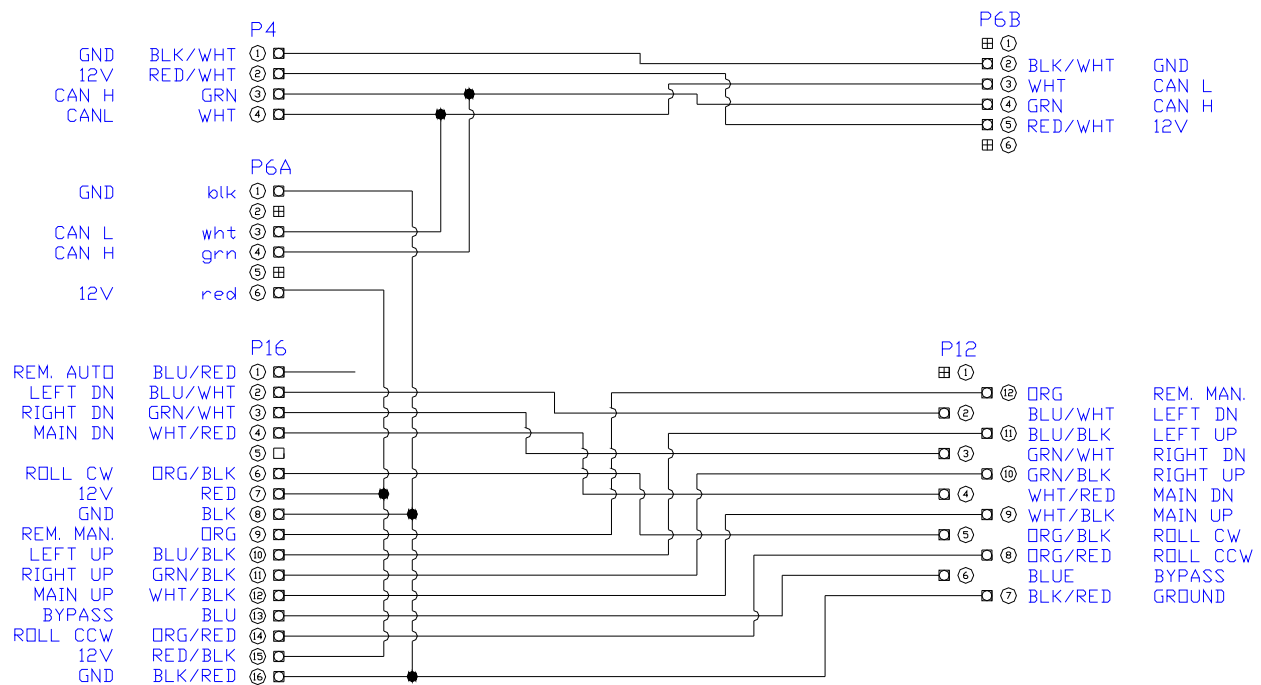 P4
GND BLK/WHT 1
12V RED/WHT 2
CAN H GRN 3
CANL WHT 4
P6B
1
2 BLK/WHT GND
3 WHT CAN L
4 GRN CAN H
5 RED/WHT 12V
6
P6A
GND blk 1
2
CAN L wht 3
CAN H grn 4
5
12V red 6
P16
REM. AUTO BLU/RED 1
LEFT DN BLU/WHT 2
RIGHT DN GRN/WHT 3
MAIN DN WHT/RED 4
5
ROLL CW ORG/BLK 6
12V RED 7
GND BLK 8
REM. MAN. ORG 9
LEFT UP BLU/BLK 10
RIGHT UP GRN/BLK 11
MAIN UP WHT/BLK 12
BYPASS BLU 13
ROLL CCW ORG/RED 14
12V RED/BLK 15
GND BLK/RED 16
P12
1
12 ORG REM. MAN.
2 BLU/WHT LEFT DN
11 BLU/BLK LEFT UP
3 GRN/WHT RIGHT DN
10 GRN/BLK RIGHT UP
4 WHT/RED MAIN DN
9 WHT/BLK MAIN UP
5 ORG/BLK ROLL CW
8 ORG/RED ROLL CCW
6 BLUE BYPASS
7 BLK/RED GROUND